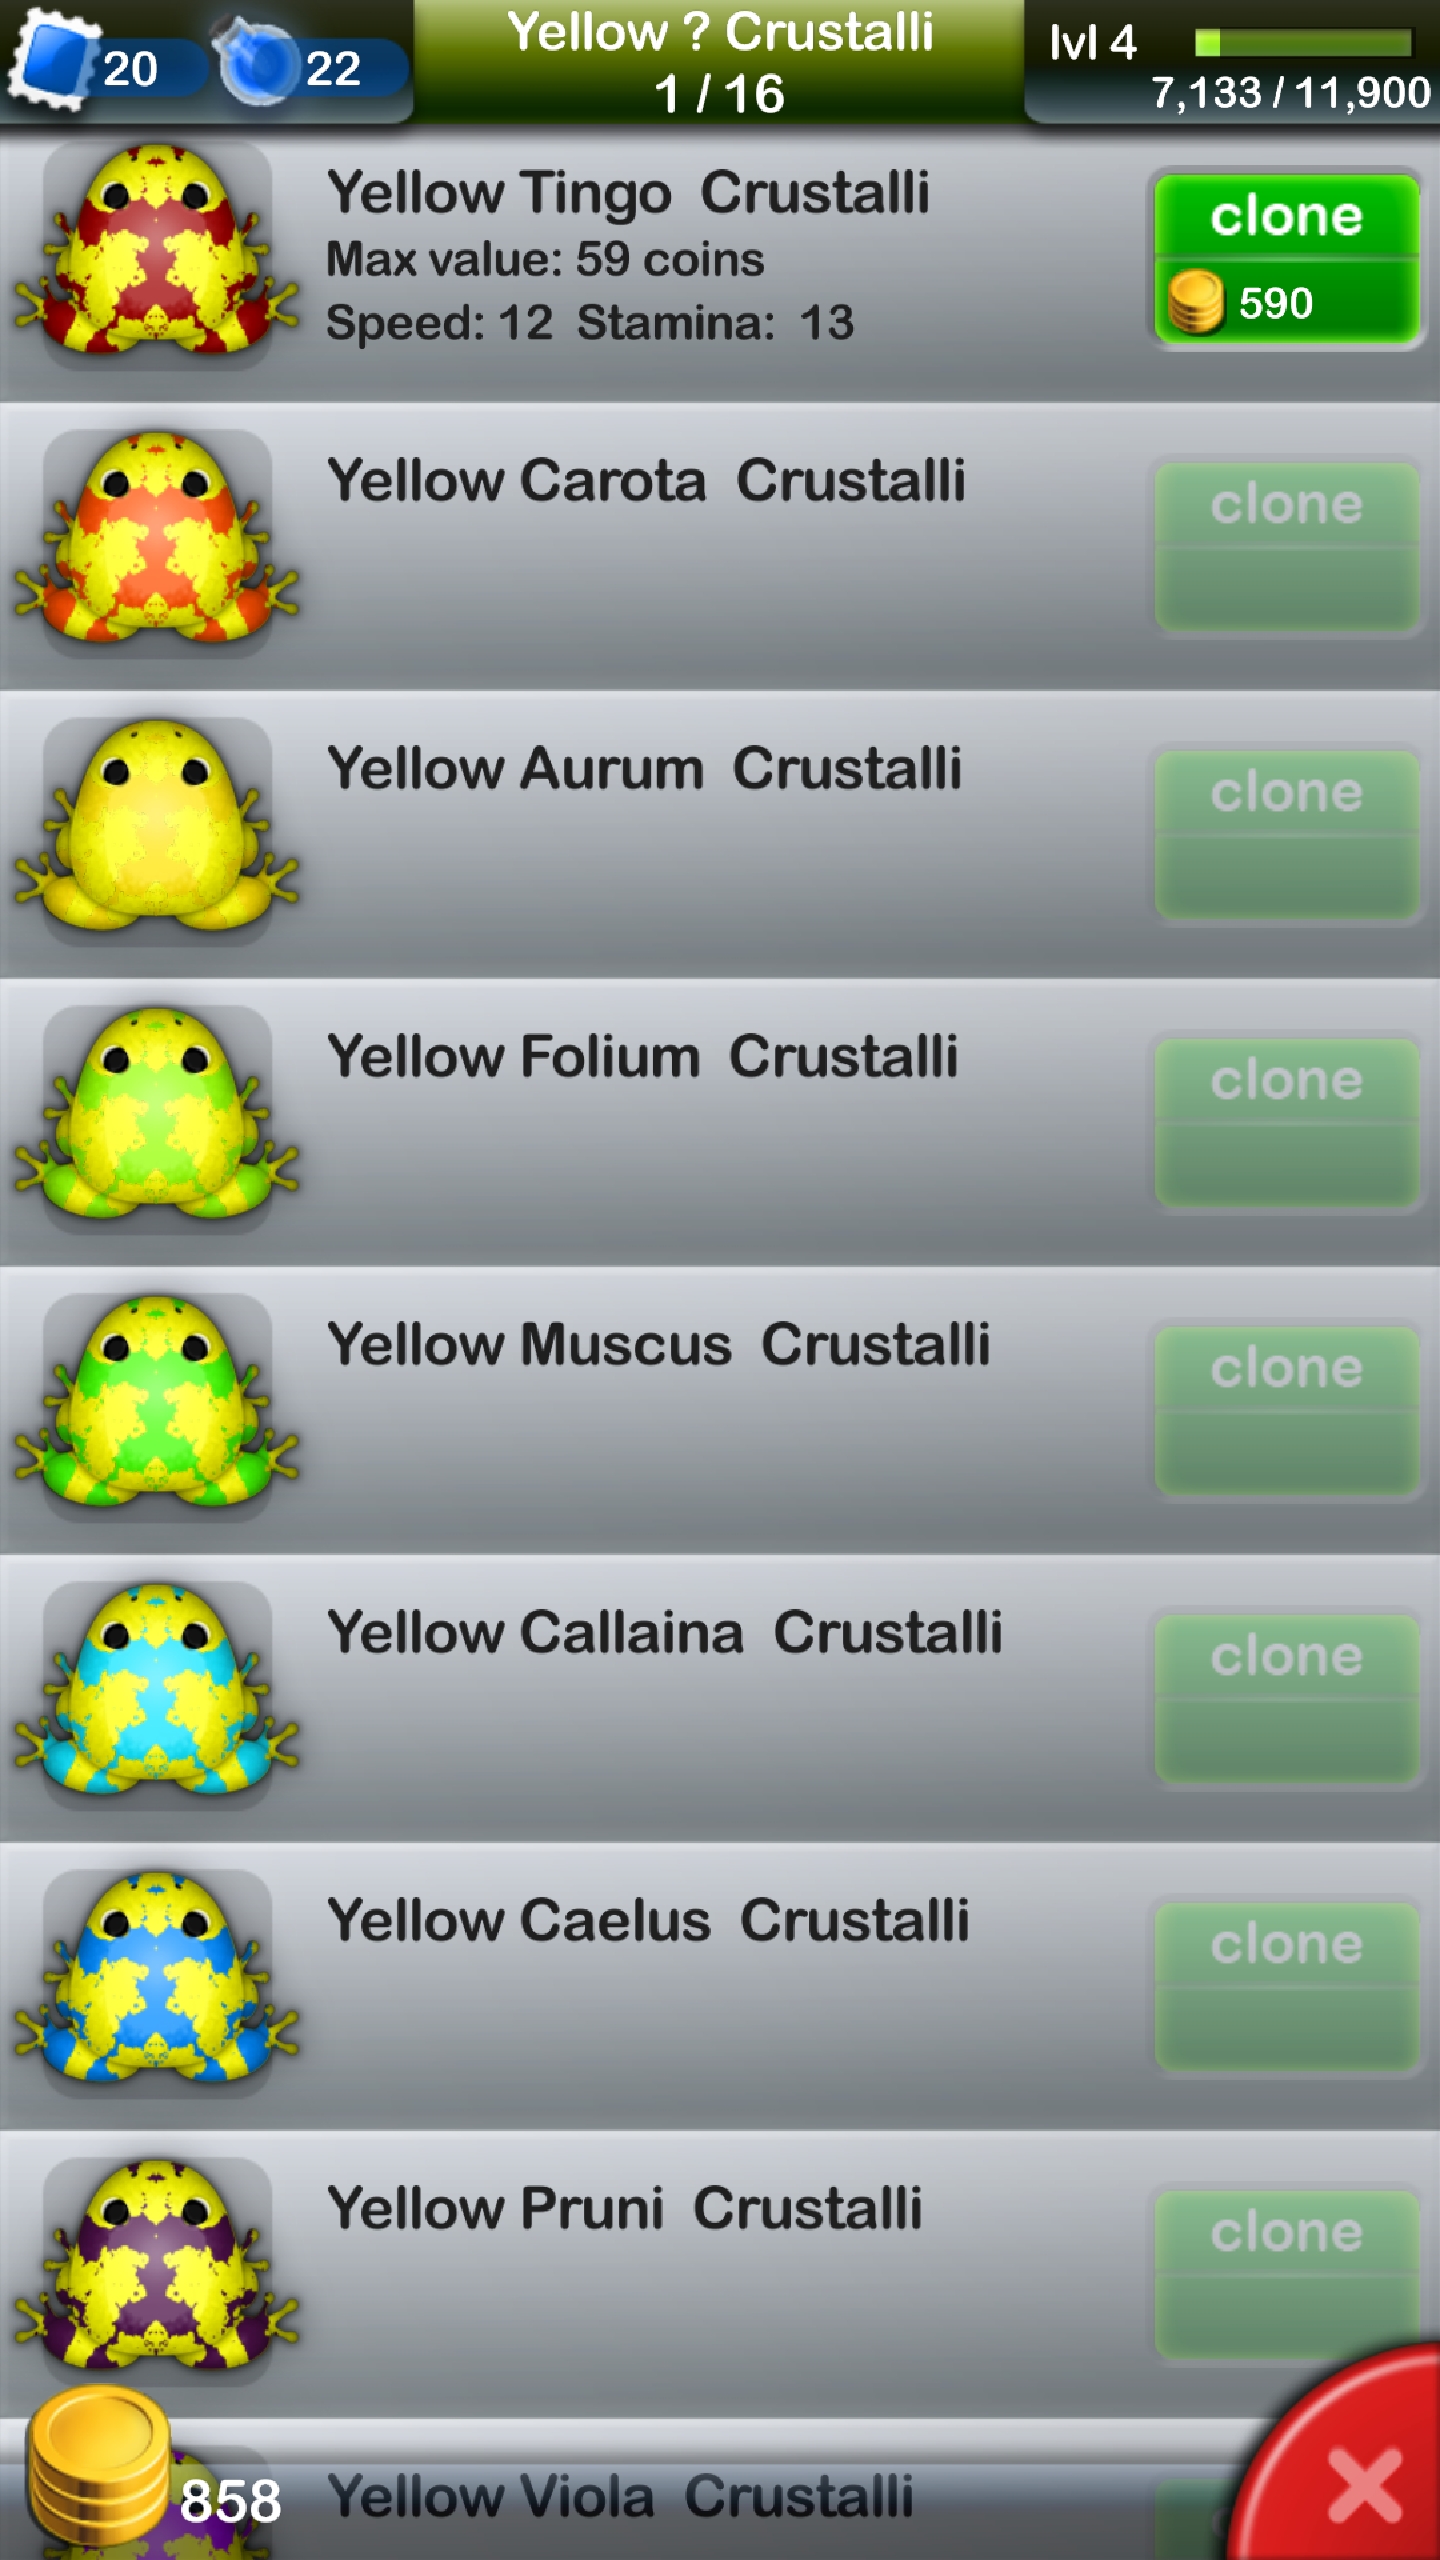 20
22
Yellow ? Crustalli
1 / 16
lvl 4
7,133 / 11,900
Yellow Tingo Crustalli
Max value: 59 coins
Speed: 12 Stamina: 13
clone
590
Yellow Carota Crustalli
clone
Yellow Aurum Crustalli
clone
Yellow Folium Crustalli
clone
Yellow Muscus Crustalli
clone
Yellow Callaina Crustalli
clone
Yellow Caelus Crustalli
clone
Yellow Pruni Crustalli
clone
858
Yellow Viola Crustalli